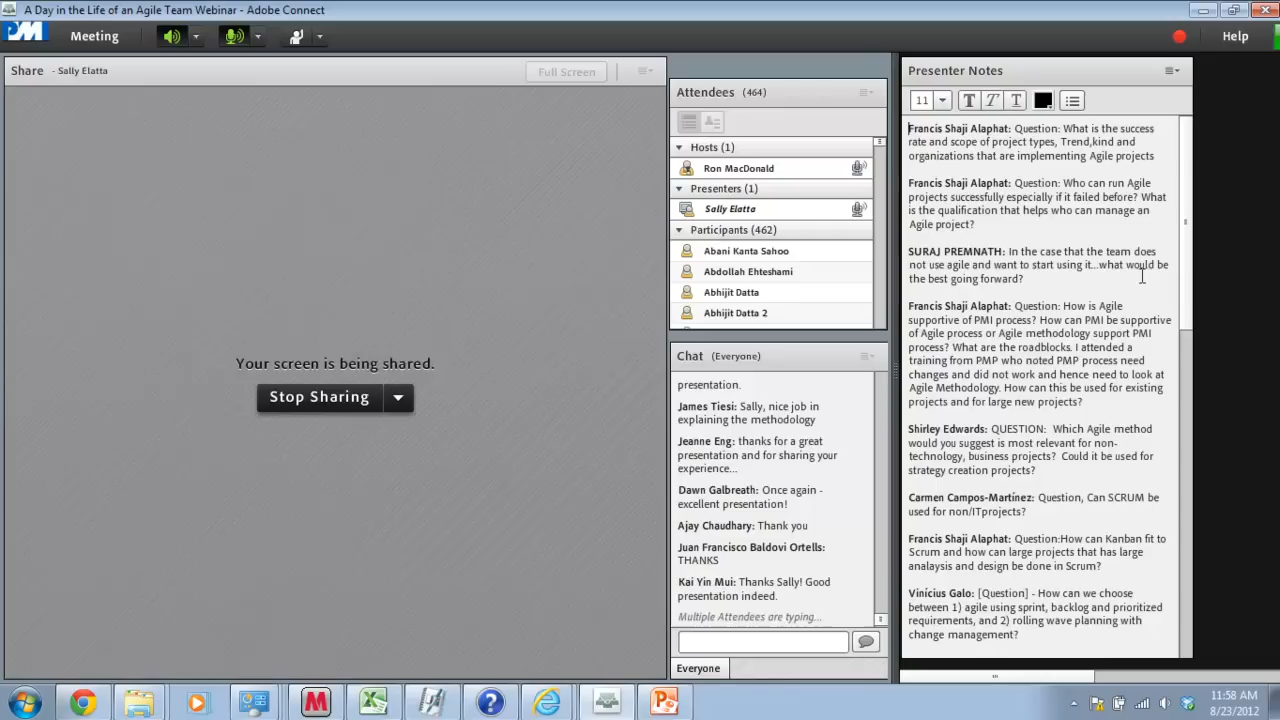 A Day in the Life of an Agile Team Webinar - Adobe Connect
PM
Meeting
Help
Share - Sally Elatta
Full Screen
Your screen is being shared.
Stop Sharing
Attendees (464)
Hosts (1)
Ron MacDonald
Presenters (1)
Sally Elatta
Participants (462)
Abani Kanta Sahoo
Abdollah Ehteshami
Abhijit Datta
Abhijit Datta 2
Chat (Everyone)
presentation.
James Tiesi: Sally, nice job in
explaining the methodology
Jeanne Eng: thanks for a great
presentation and for sharing your
experience...
Dawn Galbreath: Once again -
excellent presentation!
Ajay Chaudhary: Thank you
Juan Francisco Baldovi Ortells:
THANKS
Kai Yin Mui: Thanks Sally! Good
presentation indeed.
Multiple Attendees are typing...
Everyone
Presenter Notes
11
T T T
Francis Shaji Alaphat: Question: What is the success
rate and scope of project types, Trend,kind and
organizations that are implementing Agile projects
Francis Shaji Alaphat: Question: Who can run Agile
projects successfully especially if it failed before? What
is the qualification that helps who can manage an
Agile project?
SURAJ PREMNATH: In the case that the team does
not use agile and want to start using it...what would be
the best going forward?
Francis Shaji Alaphat: Question: How is Agile
supportive of PMI process? How can PMI be supportive
of Agile process or Agile methodology support PMI
process? What are the roadblocks. I attended a
training from PMP who noted PMP process need
changes and did not work and hence need to look at
Agile Methodology. How can this be used for existing
projects and for large new projects?
Shirley Edwards: QUESTION: Which Agile method
would you suggest is most relevant for non-
technology, business projects? Could it be used for
strategy creation projects?
Carmen Campos-Martínez: Question, Can SCRUM be
used for non/ITprojects?
Francis Shaji Alaphat: Question:How can Kanban fit to
Scrum and how can large projects that has large
analaysis and design be done in Scrum?
Vinícius Galo: [Question] - How can we choose
between 1) agile using sprint, backlog and prioritized
requirements, and 2) rolling wave planning with
change management?
11:58 AM
8/23/2012